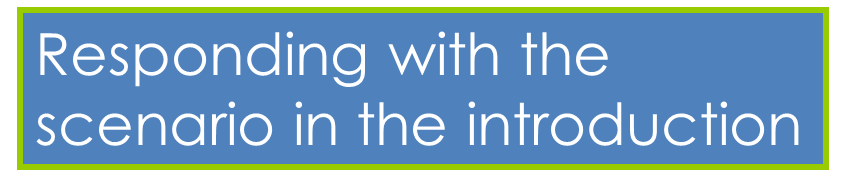 Responding with the
scenario in the introduction